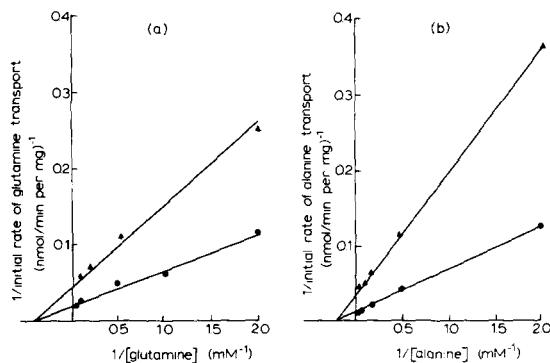 (a)
1/initial rate of glutamine transport
(nmol/min per mg)⁻¹
0.4
0.3
0.2
0.1
0
0.5
1.0
1.5
2.0
1/[glutamine] (mM⁻¹)
(b)
1/initial rate of alanine transport
(nmol/min per mg)⁻¹
0.4
0.3
0.2
0.1
0
0.5
1.0
1.5
2.0
1/[alanine] (mM⁻¹)